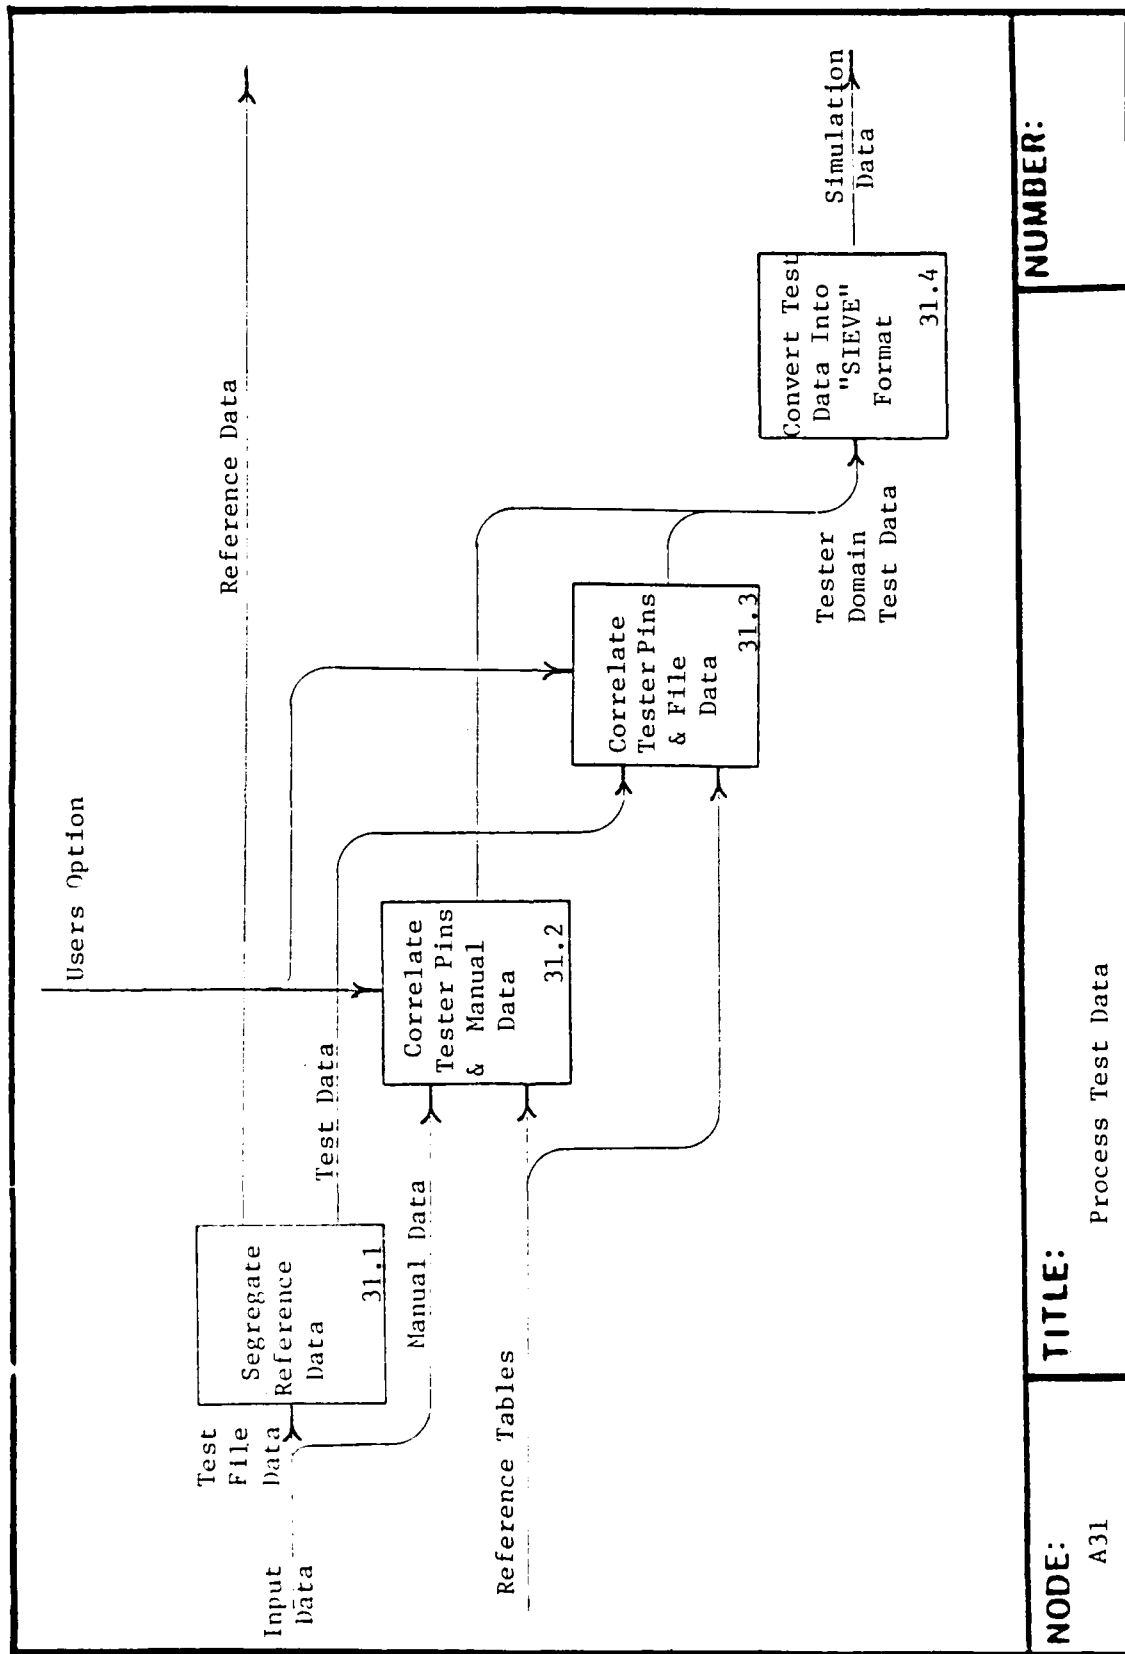 Users Option
Reference Data
Test
File
Data
Input
Data
Segregate
Reference
Data
31.1
Test Data
Manual Data
Reference Tables
Correlate
Tester Pins
& Manual
Data
31.2
Correlate
Tester Pins
& File
Data
31.3
Tester
Domain
Test Data
Convert Test
Data Into
"SIEVE"
Format
31.4
Simulation
Data
NODE:
A31
TITLE:
Process Test Data
NUMBER: